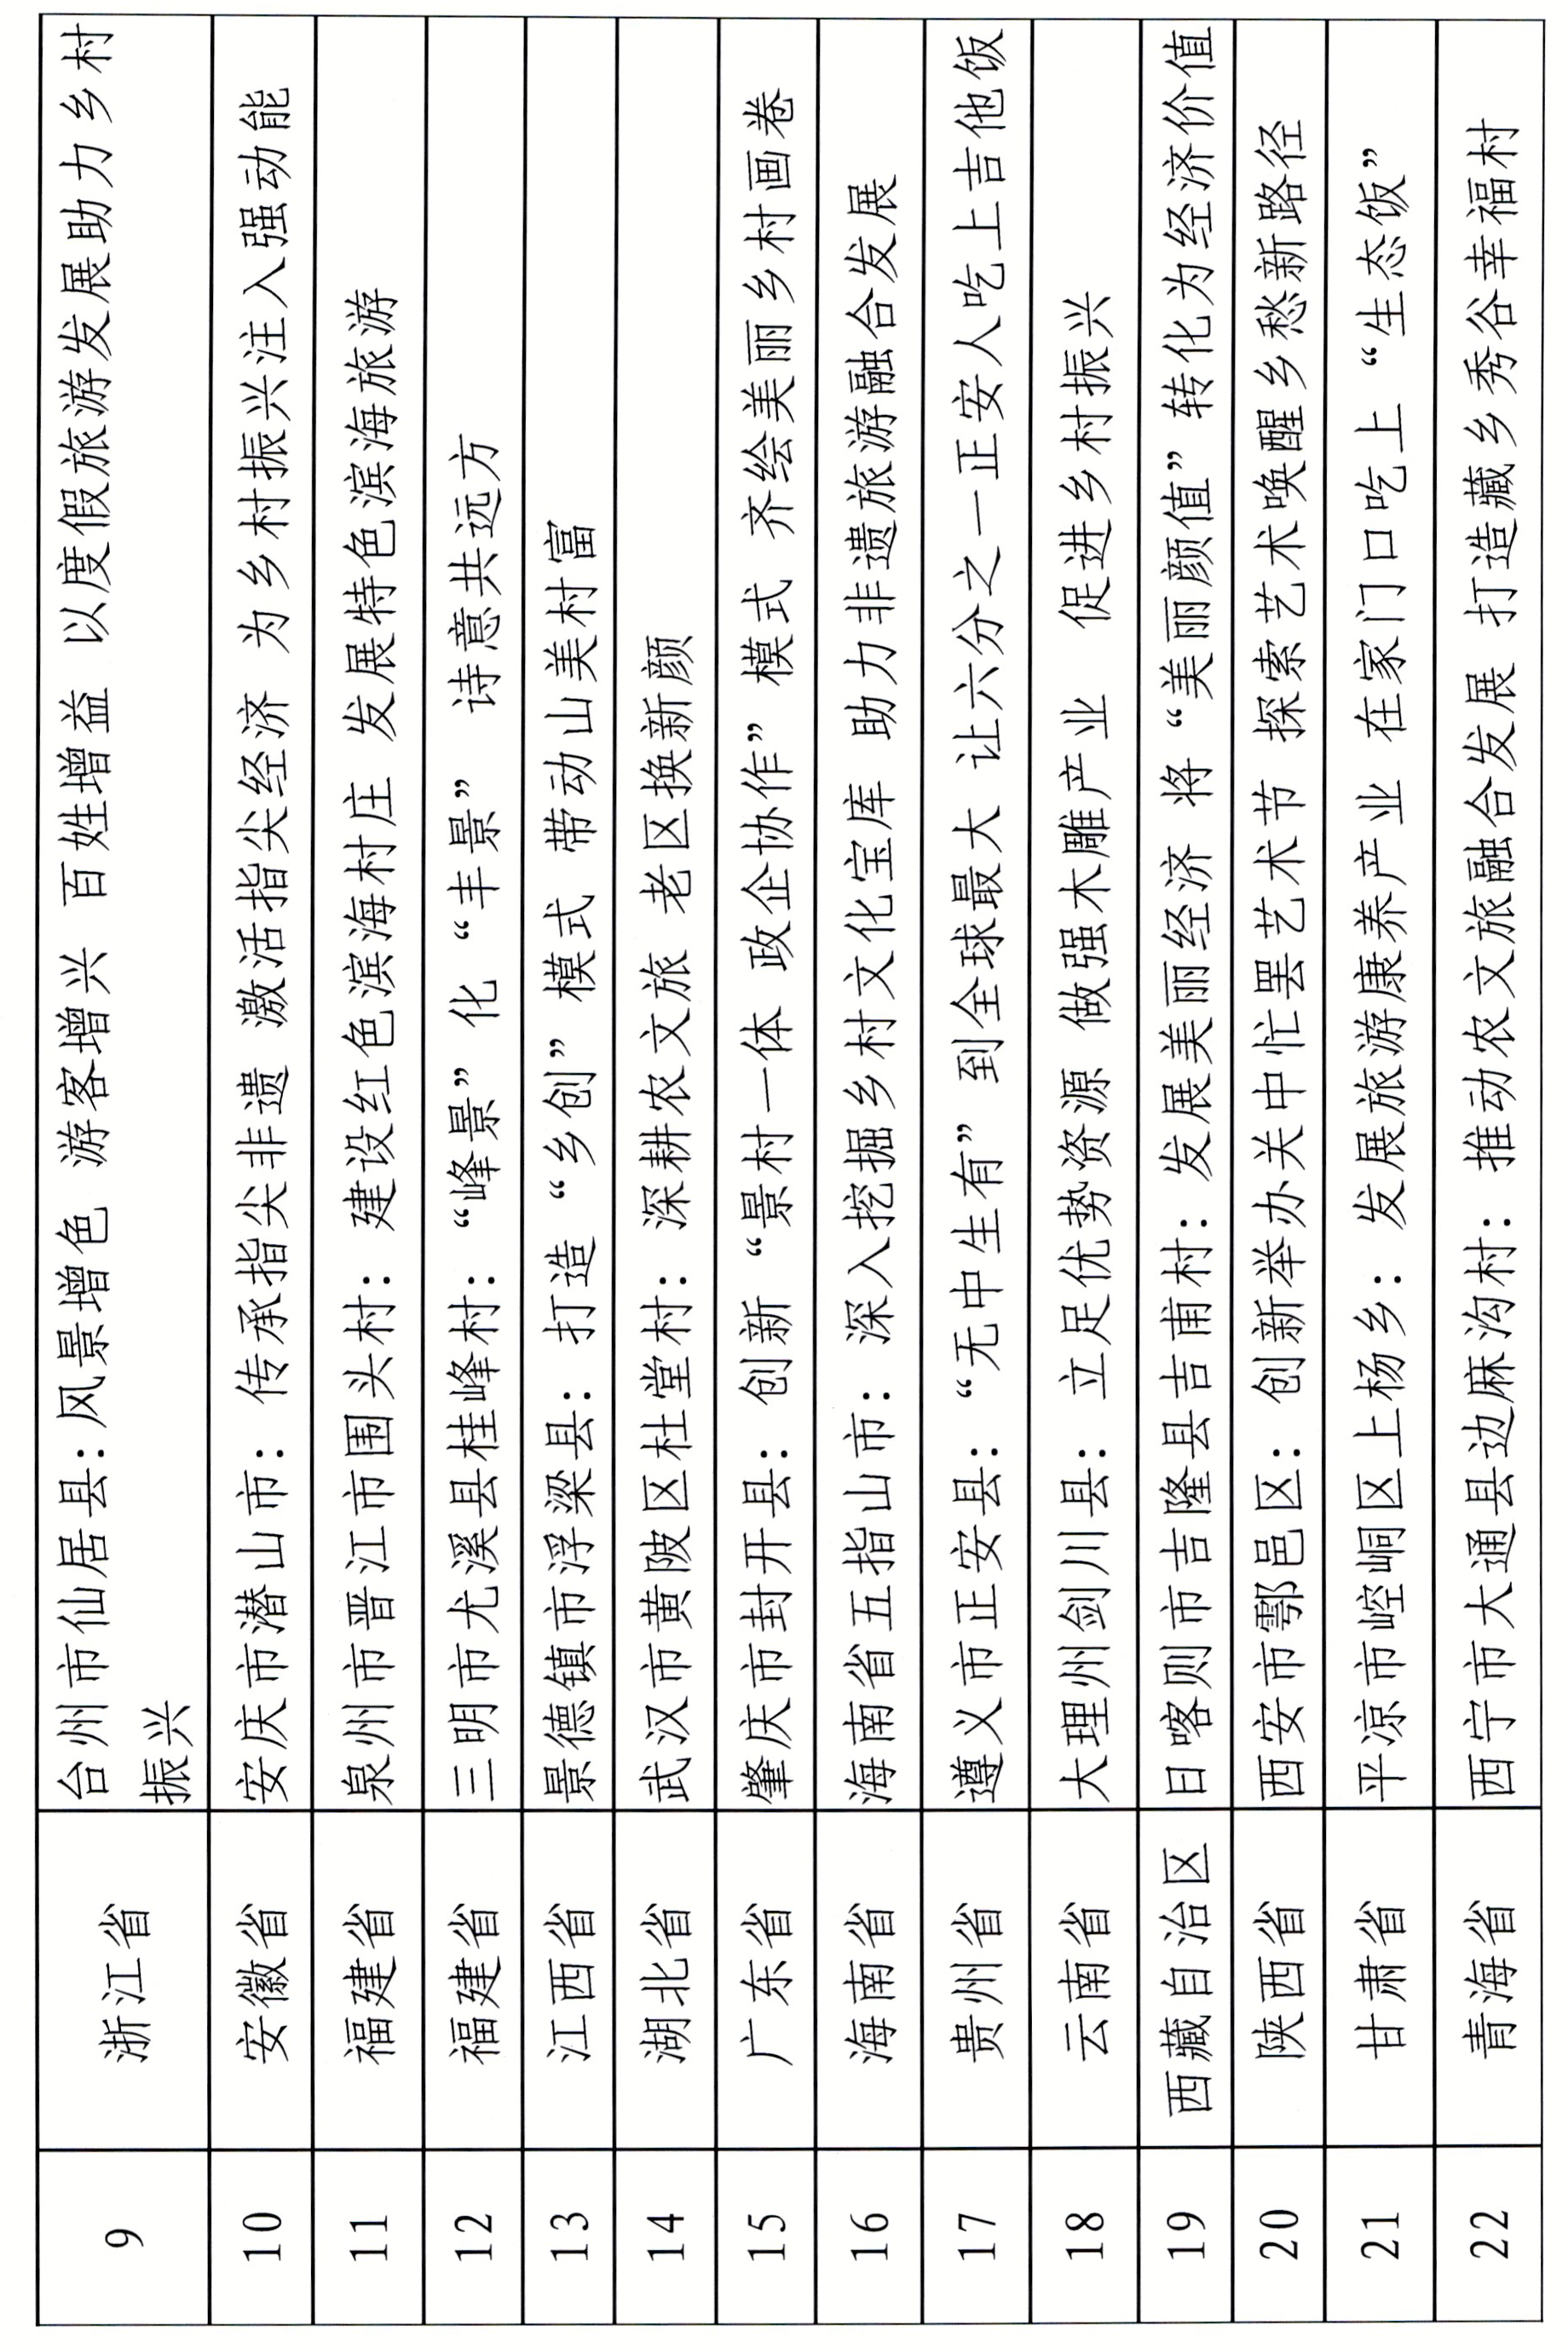 9 浙江省 台州市仙居县：风景增色 游客增兴 百姓增益 以度假旅游发展助力乡村
振兴
10 安徽省 安庆市潜山市：传承指尖非遗 激活指尖经济 为乡村振兴注入强动能
11 福建省 泉州市晋江市围头村：建设红色滨海村庄 发展特色滨海旅游
12 福建省 三明市尤溪县桂峰村：“峰景”化“丰景” 诗意共远方
13 江西省 景德镇市浮梁县：打造“乡创”模式 带动山美村富
14 湖北省 武汉市黄陂区杜堂村：深耕农文旅 老区换新颜
15 广东省 肇庆市封开县：创新“景村一体 政企协作”模式 齐绘美丽乡村画卷
16 海南省 海南省五指山市：深入挖掘乡村文化宝库 助力非遗旅游融合发展
17 贵州省 遵义市正安县：“无中生有”到全球最大 让六分之一正安人吃上吉他饭
18 云南省 大理州剑川县：立足优势资源 做强木雕产业 促进乡村振兴
19 西藏自治区 日喀则市吉隆县吉甫村：发展美丽经济 将“美丽颜值”转化为经济价值
20 陕西省 西安市鄠邑区：创新举办关中忙罢艺术节 探索艺术唤醒乡愁新路径
21 甘肃省 平凉市崆峒区上杨乡：发展旅游康养产业 在家门口吃上“生态饭”
22 青海省 西宁市大通县边麻沟村：推动农文旅融合发展 打造藏乡秀谷幸福村